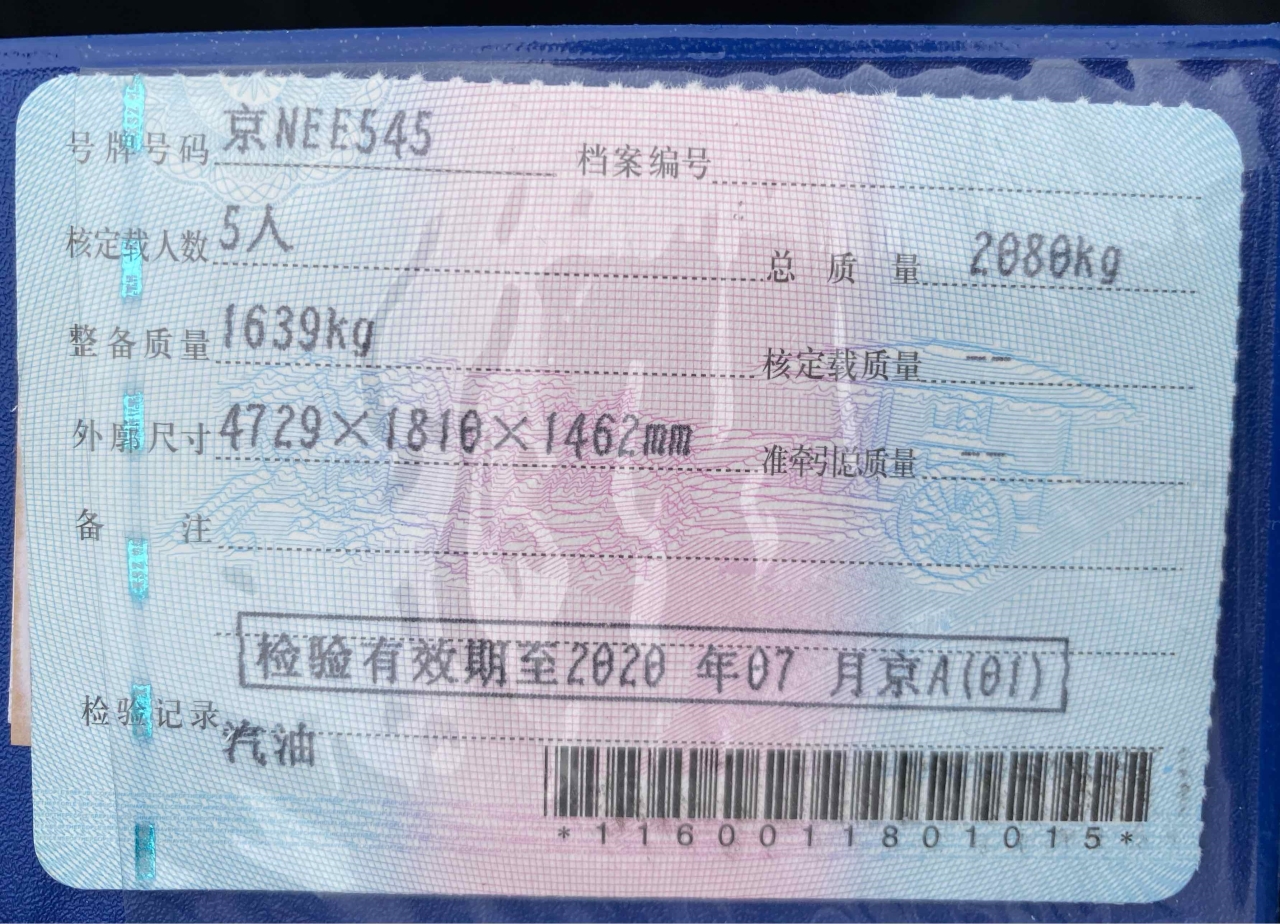 号牌号码 京NEE545 档案编号
核定载人数 5人 总质量 2080kg
整备质量 1639kg 核定载质量 --
外廓尺寸 4729×1810×1462mm 准牵引总质量 --
备注
检验有效期至2020 年07 月京A(01)
检验记录
汽油
*1160011801015*